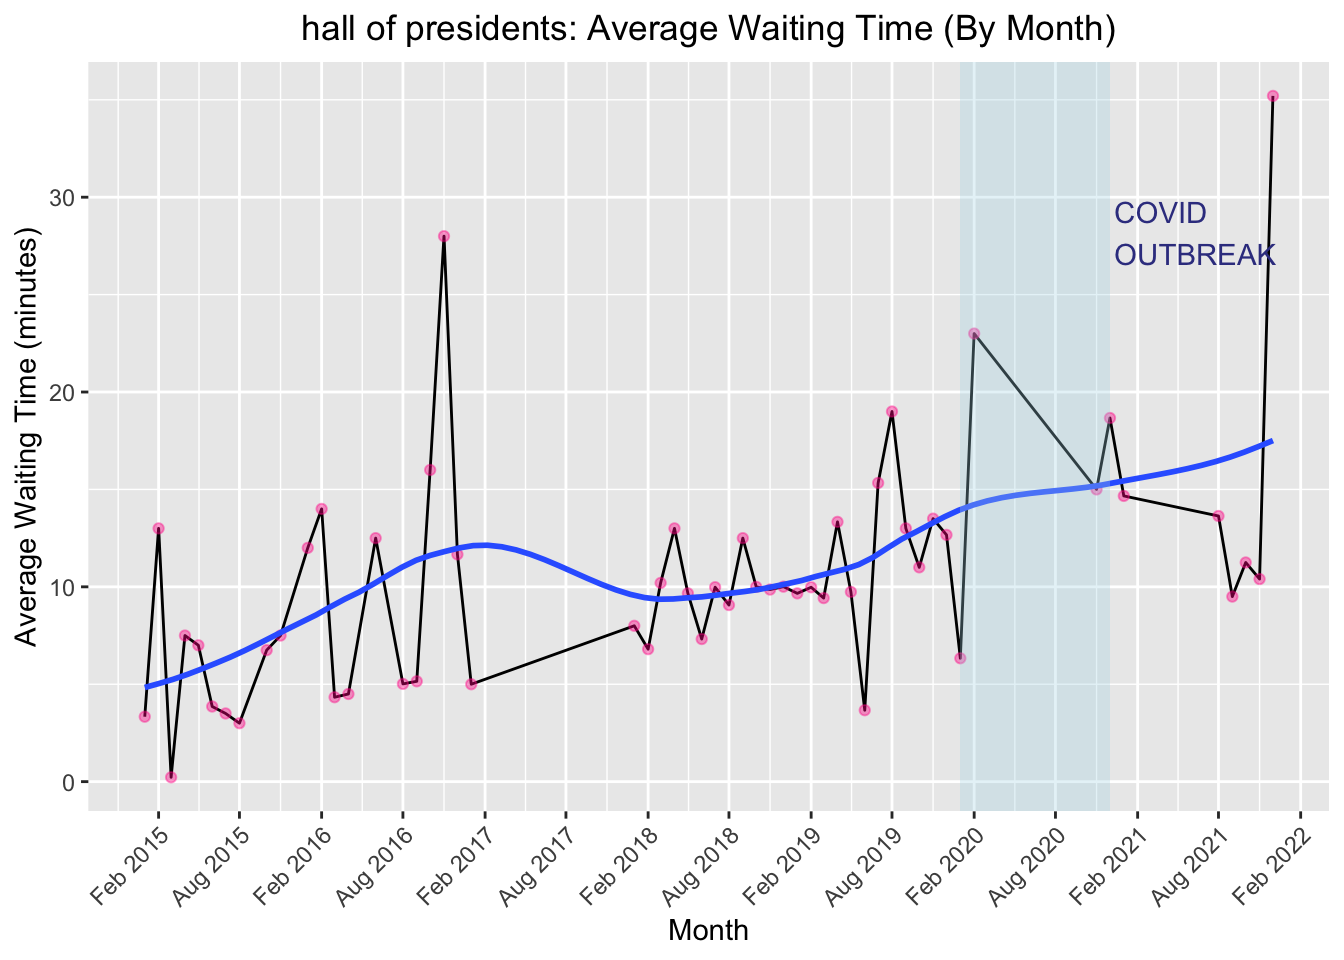 hall of presidents: Average Waiting Time (By Month)
Average Waiting Time (minutes)
30
20
10
0
COVID
OUTBREAK
Feb 2015
Aug 2015
Feb 2016
Aug 2016
Feb 2017
Aug 2017
Feb 2018
Aug 2018
Feb 2019
Aug 2019
Feb 2020
Aug 2020
Feb 2021
Aug 2021
Feb 2022
Month